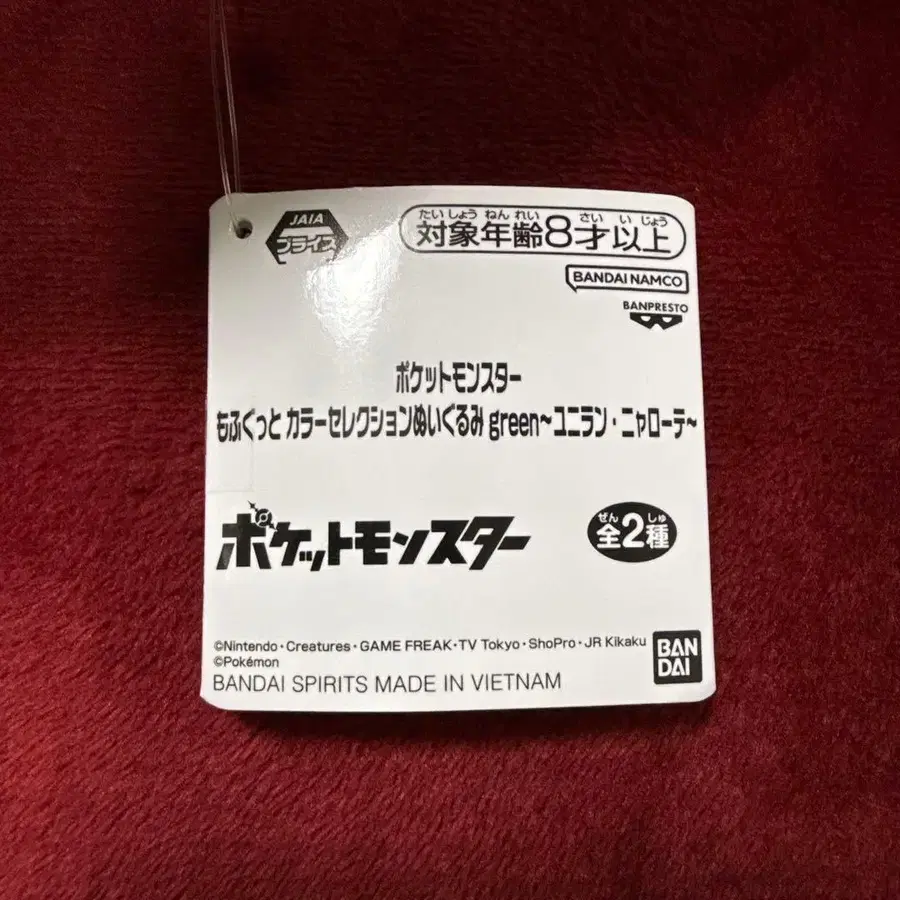 JAIA
プライズ
たいしょうねんれい さいいじょう
対象年齢8才以上
BANDAI NAMCO
BANPRESTO
ポケットモンスター
もふぐっと カラーセレクションぬいぐるみ green~ユニラン・ニャローテ~
ポケットモンスター
ぜん しゅ
全2種
©Nintendo・Creatures・GAME FREAK・TV Tokyo・ShoPro・JR Kikaku
©Pokémon
BANDAI SPIRITS MADE IN VIETNAM
BAN
DAI